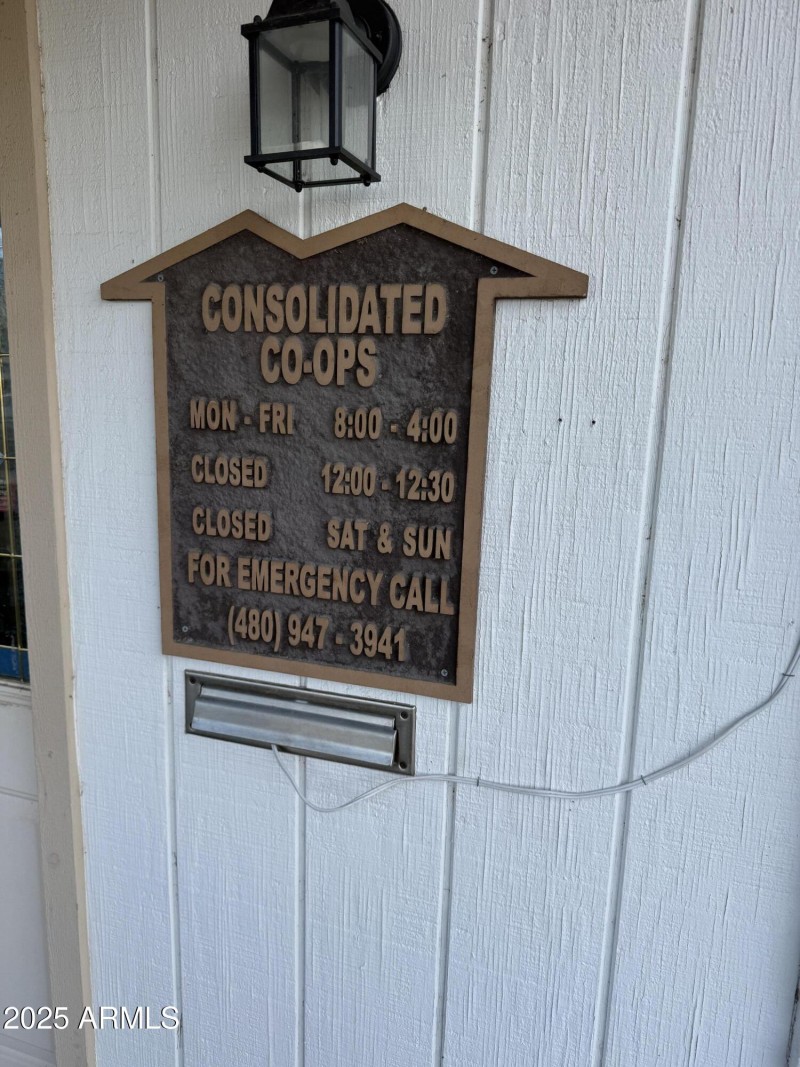 CONSOLIDATED
CO-OPS
MON - FRI 8:00 - 4:00
CLOSED 12:00 - 12:30
CLOSED SAT & SUN
FOR EMERGENCY CALL
(480) 947 - 3941
2025 ARMLS